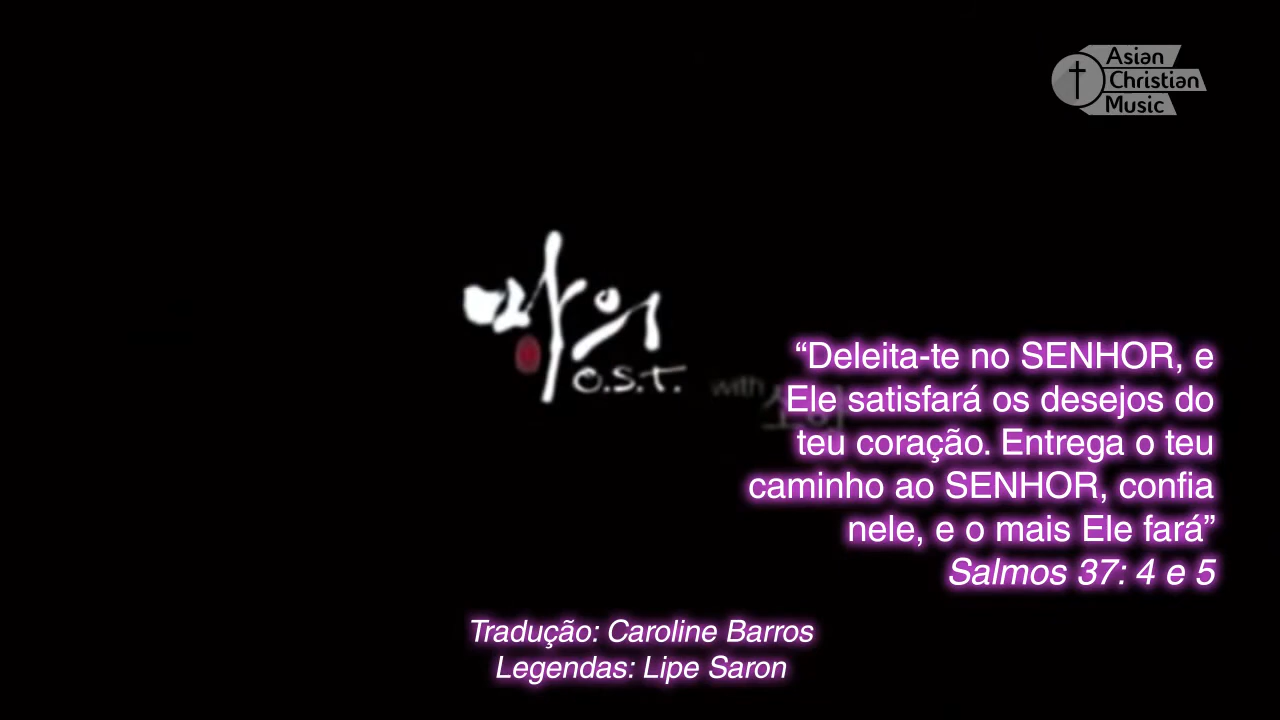 Asian
Christian
Music
마의
O.S.T.
with
“Deleita-te no SENHOR, e
Ele satisfará os desejos do
teu coração. Entrega o teu
caminho ao SENHOR, confia
nele, e o mais Ele fará”
Salmos 37: 4 e 5
Tradução: Caroline Barros
Legendas: Lipe Saron